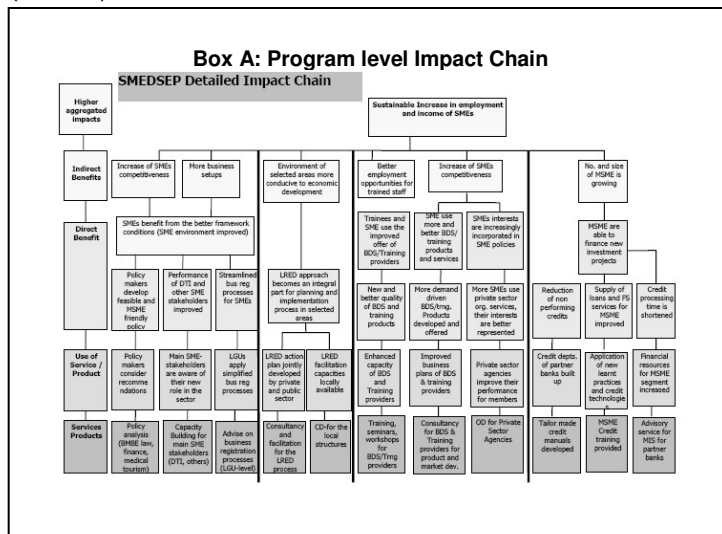 Box A: Program level Impact Chain
SMEDSEP Detailed Impact Chain
Higher
aggregated
impacts
Sustainable Increase in employment
and income of SMEs
Indirect
Benefits
Increase of SMEs
competitiveness
More business
setups
Environment of
selected areas more
conducive to economic
development
Better
employment
opportunities for
trained staff
Increase of SMEs
competitiveness
No. and size
of MSME is
growing
Direct
Benefit
SMEs benefit from the better framework
conditions (SME environment improved)
Trainees and
SME use the
improved
offer of
BDS/Training
providers
SME use
more and
better BDS/
training
products
and services
SMEs interests
are increasingly
incorporated in
SME policies
MSME are
able to
finance new
investment
projects
Policy
makers
develop
feasible and
MSME
friendly
policy
Performance
of DTI and
other SME
stakeholders
improved
Streamlined
bus reg
processes
for SMEs
LRED approach
becomes an integral
part for planning and
implementation
process in selected
areas
New and
better quality
of BDS and
training
products
More demand
driven
BDS/trng.
Products
developed and
offered
More SMEs use
private sector
org. services,
their interests
are better
represented
Reduction
of non
performing
credits
Supply of
loans and FS
services for
MSME
improved
Credit
processing
time is
shortened
Use of
Service /
Product
Policy
makers
consider
recomme
ndations
Main SME-
stakeholders
are aware of
their new
role in the
sector
LGUs
apply
simplified
bus reg
processes
LRED action
plan jointly
developed
by private
and public
sector
LRED
facilitation
capacities
locally
available
Enhanced
capacity
of BDS
and
Training
providers
Improved
business
plans of BDS
& training
providers
Private sector
agencies
improve their
performance
for members
Credit depts.
of partner
banks built
up
Application
of new
learnt
practices
and credit
technologie
Financial
resources
for MSME
segment
increased
Services
Products
Policy
analysis
(BMBE law,
finance,
medical
tourism)
Capacity
Building for
main SME
stakeholders
(DTI, others)
Advise on
business
registration
processes
(LGU-level)
Consultancy
and
facilitation
for the LRED
process
CD-for the
local
structures
Training,
seminars,
workshops
for
BDS/Trng
providers
Consultancy
for BDS &
Training
providers for
product and
market dev.
OD for Private
Sector
Agencies
Tailor made
credit
manuals
developed
MSME
Credit
training
provided
Advisory
service for
MIS for
partner
banks